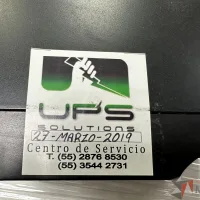 UPS
SOLUTIONS
27-MARZO-2019
Centro de Servicio
T. (55) 2876 8530
(55) 3544 2731